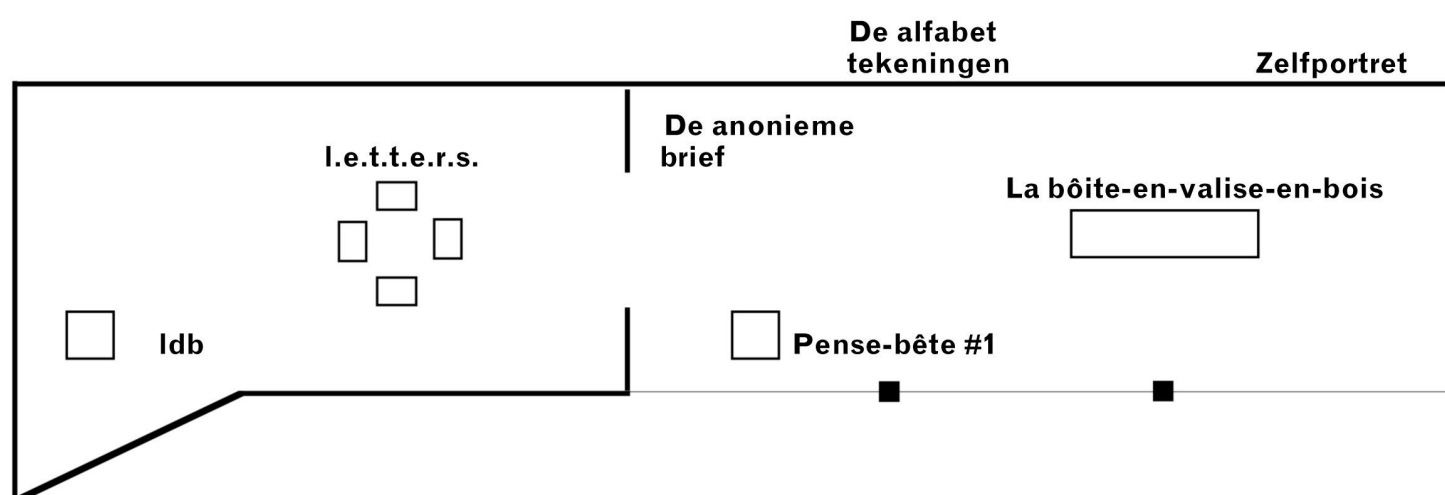 De alfabet
tekeningen
Zelfportret
De anonieme
brief
l.e.t.t.e.r.s.
La bôite-en-valise-en-bois
ldb
Pense-bête #1